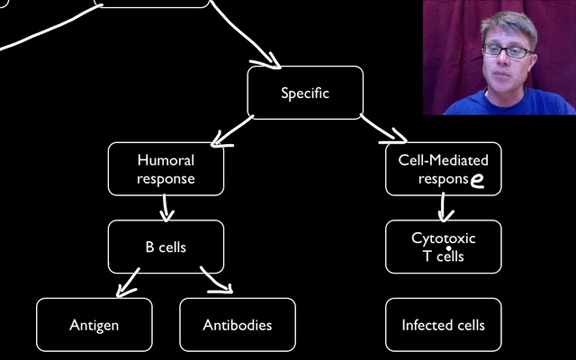 Specific
Humoral
response
Cell-Mediated
response
B cells
Cytotoxic
T cells
Antigen
Antibodies
Infected cells